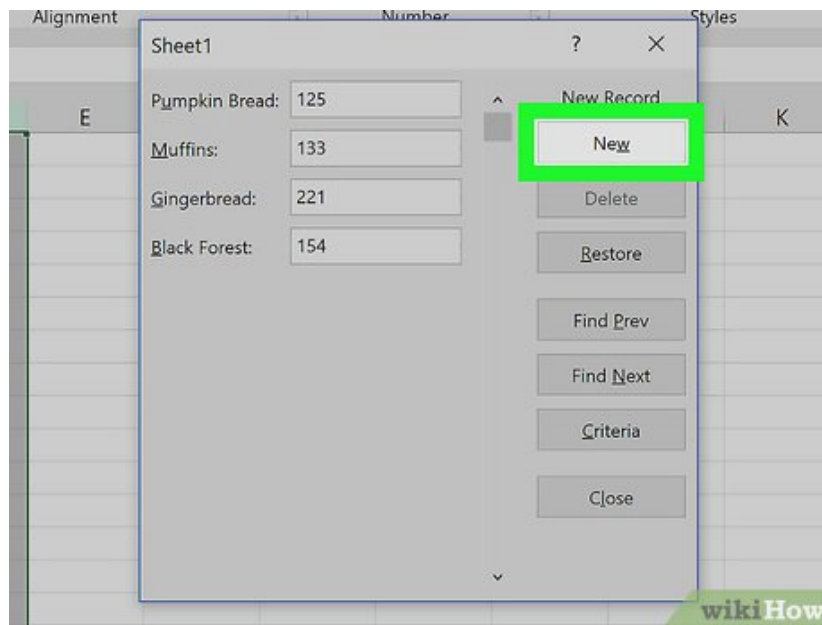 Alignment Number Styles
Sheet1 ? ×
E K
New Record
Pumpkin Bread: 125
New
Muffins: 133
Delete
Gingerbread: 221
Restore
Black Forest: 154
Find Prev
Find Next
Criteria
Close
wikiHow